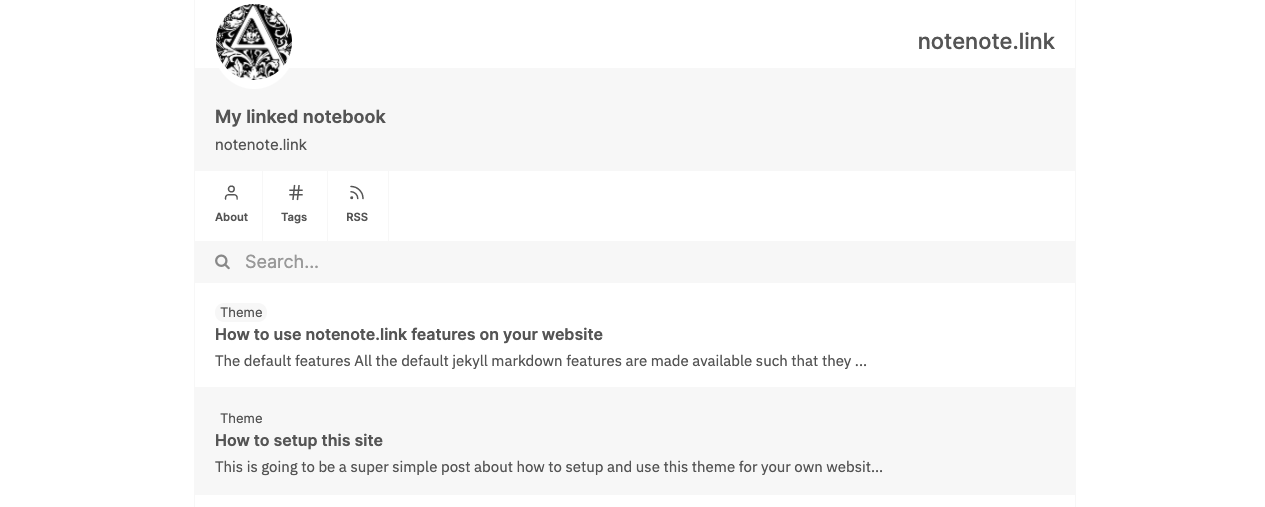 A
notenote.link
My linked notebook
notenote.link
About Tags RSS
Search...
Theme
How to use notenote.link features on your website
The default features All the default jekyll markdown features are made available such that they ...
Theme
How to setup this site
This is going to be a super simple post about how to setup and use this theme for your own websit...